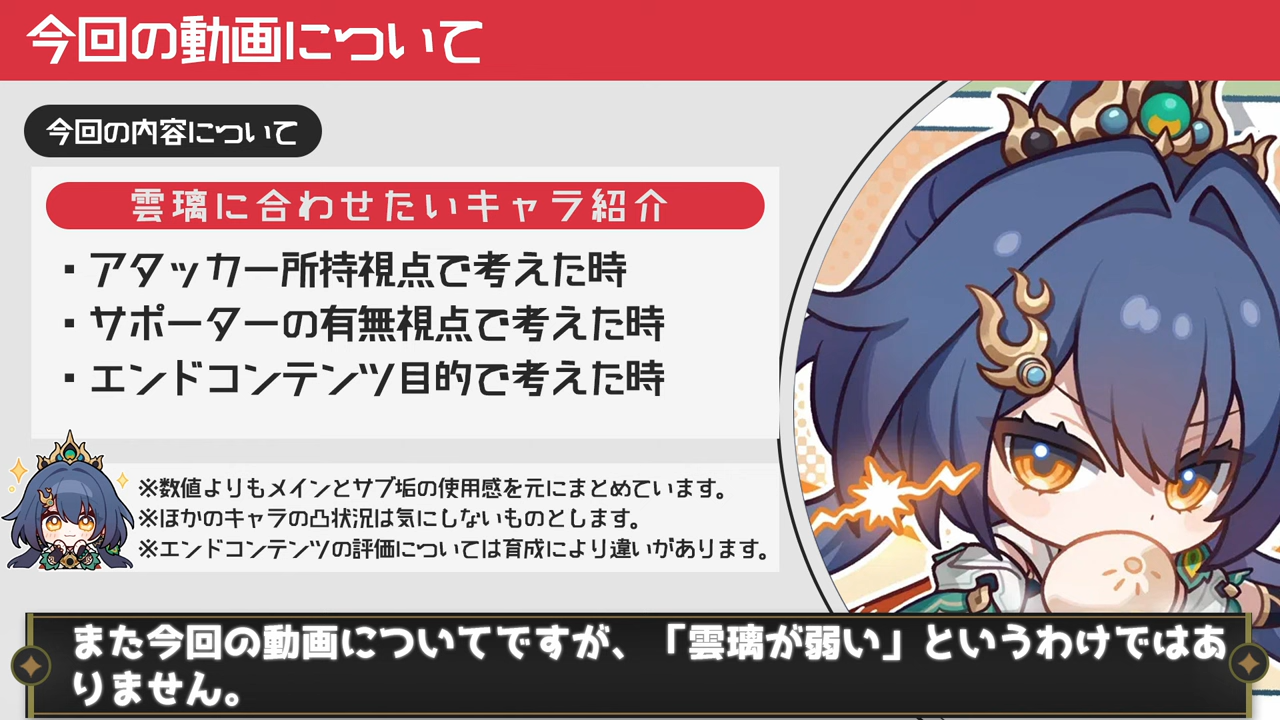 今回の動画について
今回の内容について
雲璃に合わせたいキャラ紹介
・アタッカー所持視点で考えた時
・サポーターの有無視点で考えた時
・エンドコンテンツ目的で考えた時
※数値よりもメインとサブ垢の使用感を元にまとめています。
※ほかのキャラの凸状況は気にしないものとします。
※エンドコンテンツの評価については育成により違いがあります。
また今回の動画についてですが、「雲璃が弱い」というわけではあ
りません。